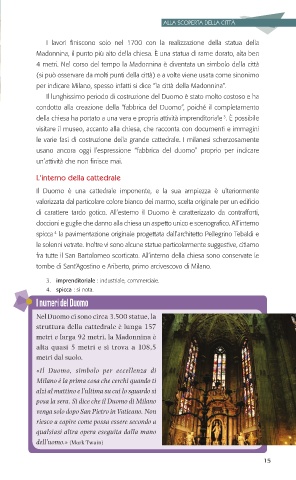 ALLA SCOPERTA DELLA CITTÀ
I lavori finiscono solo nel 1700 con la realizzazione della statua della
Madonnina, il punto più alto della chiesa. È una statua di rame dorato, alta ben
4 metri. Nel corso del tempo la Madonnina è diventata un simbolo della città
(si può osservare da molti punti della città) e a volte viene usata come sinonimo
per indicare Milano, spesso infatti si dice "la città della Madonnina".
Il lunghissimo periodo di costruzione del Duomo è stato molto costoso e ha
condotto alla creazione della "fabbrica del Duomo", poiché il completamento
della chiesa ha portato a una vera e propria attività imprenditoriale 3. È possibile
visitare il museo, accanto alla chiesa, che racconta con documenti e immagini
le varie fasi di costruzione della grande cattedrale. I milanesi scherzosamente
usano ancora oggi l'espressione "fabbrica del duomo" proprio per indicare
un'attività che non finisce mai.
L'interno della cattedrale
Il Duomo è una cattedrale imponente, e la sua ampiezza è ulteriormente
valorizzata dal particolare colore bianco del marmo, scelta originale per un edificio
di carattere tardo gotico. All'esterno il Duomo è caratterizzato da contrafforti,
doccioni e guglie che danno alla chiesa un aspetto unico e scenografico. All'interno
spicca 4 la pavimentazione originale progettata dall'architetto Pellegrino Tebaldi e
le solenni vetrate. Inoltre vi sono alcune statue particolarmente suggestive, citiamo
fra tutte il San Bartolomeo scorticato. All'interno della chiesa sono conservate le
tombe di Sant'Agostino e Ariberto, primo arcivescovo di Milano.
3. imprenditoriale : industriale, commerciale.
4. spicca : si nota.
I numeri del Duomo
Nel Duomo ci sono circa 3.500 statue, la
struttura della cattedrale è lunga 157
metri e larga 92 metri, la Madonnina è
alta quasi 5 metri e si trova a 108,5
metri dal suolo.
«Il Duomo, simbolo per eccellenza di
Milano è la prima cosa che cerchi quando ti
alzi al mattino e l'ultima su cui lo sguardo si
posa la sera. Si dice che il Duomo di Milano
venga solo dopo San Pietro in Vaticano. Non
riesco a capire come possa essere secondo a
qualsiasi altra opera eseguita dalla mano
dell'uomo.» (Mark Twain)
15